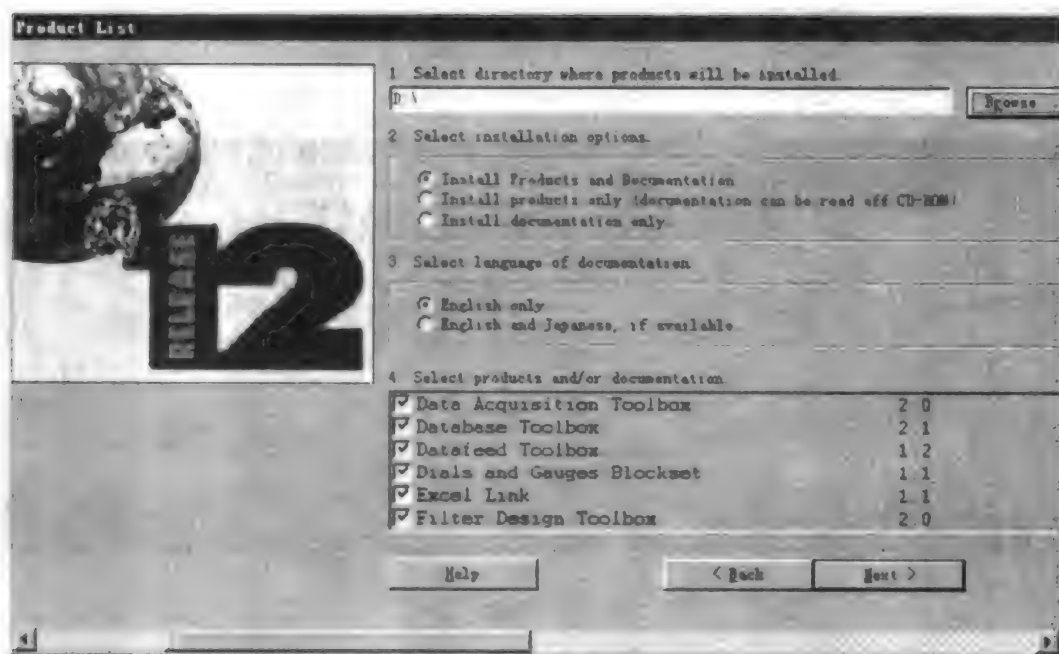 Product List
RELEASE
12
1 Select directory where products will be installed.
D:\
Browse
2 Select installation options.
Install Products and Documentation
Install products only (documentation can be read off CD-ROM)
Install documentation only.
3 Select language of documentation
English only
English and Japanese, if available.
4 Select products and/or documentation
Data Acquisition Toolbox 2.0
Database Toolbox 2.1
Datafeed Toolbox 1.2
Dials and Gauges Blockset 1.1
Excel Link 1.1
Filter Design Toolbox 2.0
Help
< Back
Next >